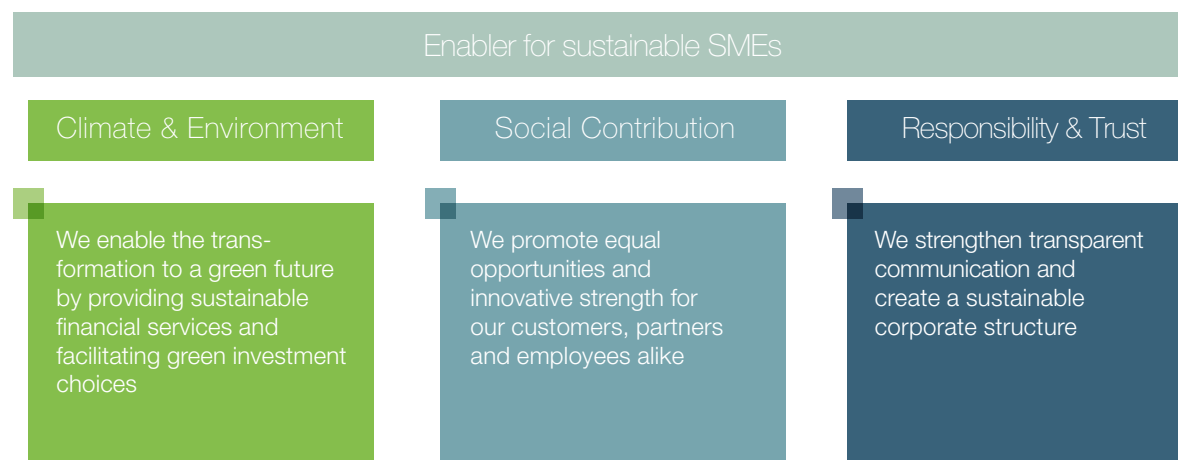 Enabler for sustainable SMEs
Climate & Environment
We enable the trans-
formation to a green future
by providing sustainable
financial services and
facilitating green investment
choices
Social Contribution
We promote equal
opportunities and
innovative strength for
our customers, partners
and employees alike
Responsibility & Trust
We strengthen transparent
communication and
create a sustainable
corporate structure